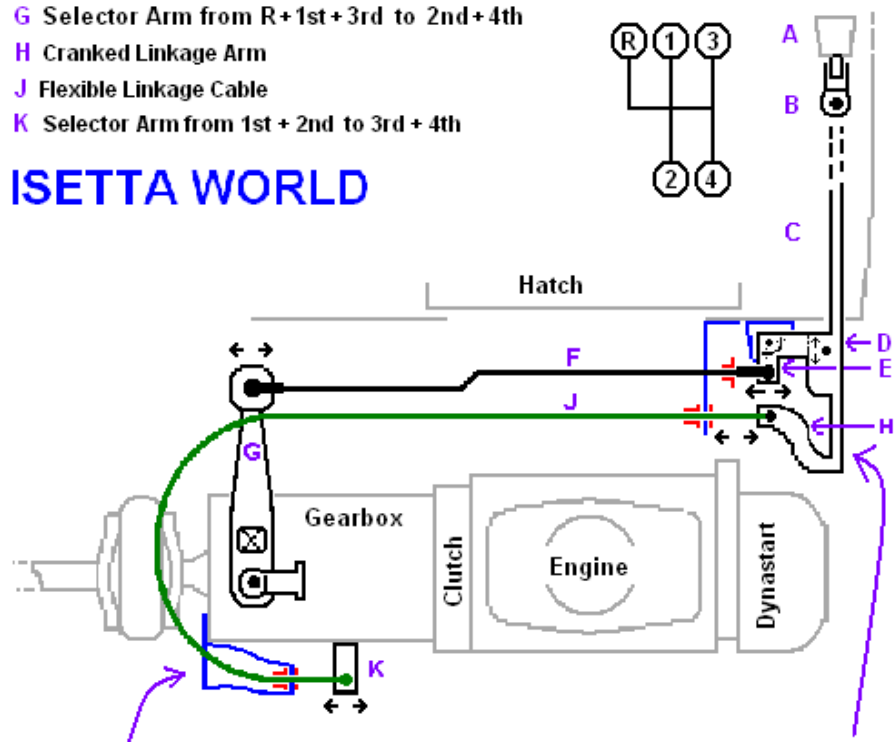 G Selector Arm from R+1st+3rd to 2nd+4th
H Cranked Linkage Arm
J Flexible Linkage Cable
K Selector Arm from 1st + 2nd to 3rd + 4th
ISETTA WORLD
R 1 3
2 4
A
B
C
Hatch
D
E
F
J
H
G
Gearbox
Clutch
Engine
Dynastart
X
K